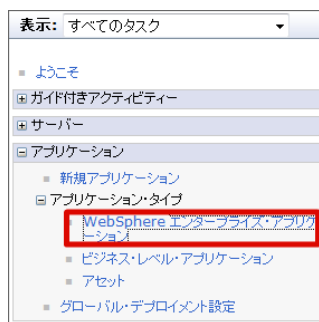 表示: すべてのタスク
ようこそ
ガイド付きアクティビティー
サーバー
アプリケーション
新規アプリケーション
アプリケーション・タイプ
WebSphere エンタープライズ・アプリケ
ーション
ビジネス・レベル・アプリケーション
アセット
グローバル・デプロイメント設定